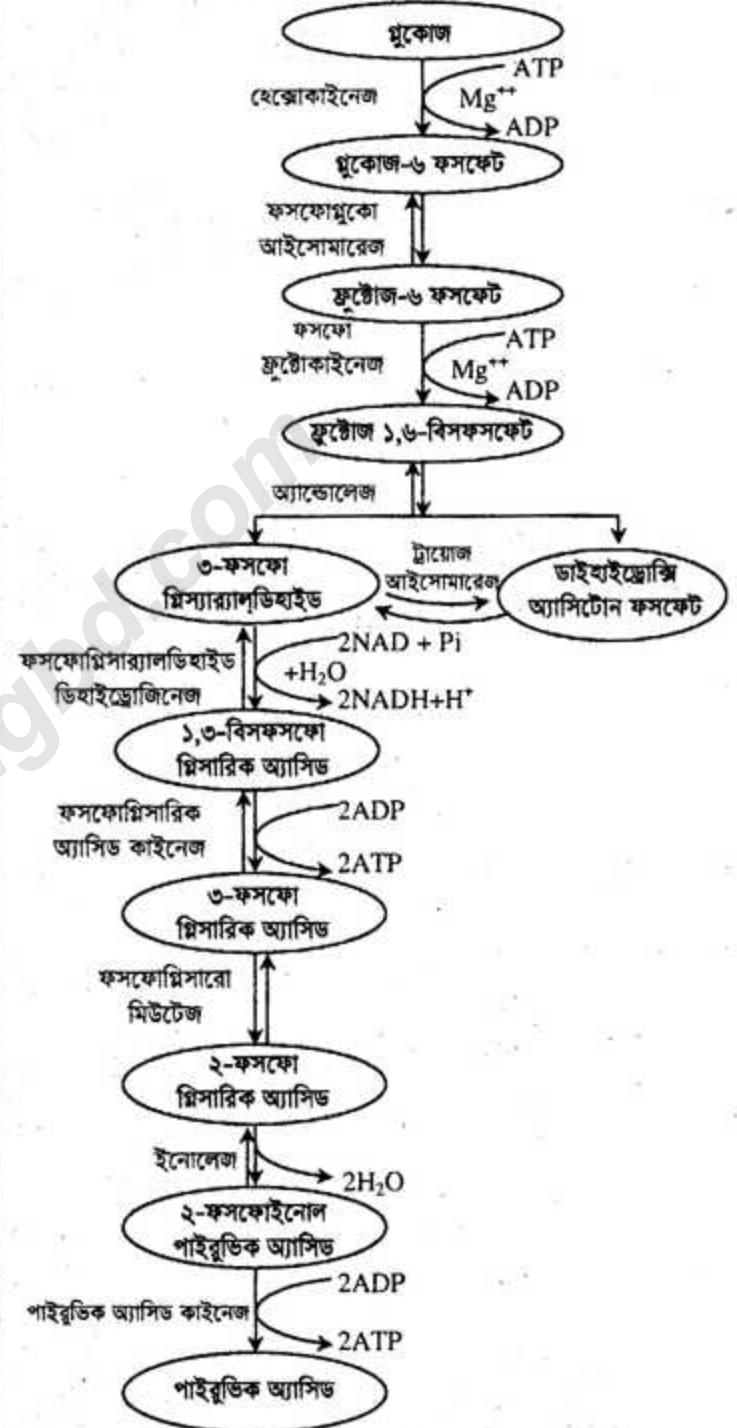 গ্লুকোজ
ATP
হেক্সোকাইনেজ
Mg⁺⁺
ADP
গ্লুকোজ-৬ ফসফেট
ফসফোগ্লুকো
আইসোমারেজ
ফ্রুক্টোজ-৬ ফসফেট
ফসফো
ফ্রুক্টোকাইনেজ
ATP
Mg⁺⁺
ADP
ফ্রুক্টোজ ১,৬-বিসফসফেট
অ্যান্ডোলেজ
৩-ফসফো
গ্লিস্যার‍্যাল্ডিহাইড
ট্রায়োজ
আইসোমারেজ
ডাইহাইড্রোক্সি
অ্যাসিটোন ফসফেট
ফসফোগ্লিসার‍্যালডিহাইড
ডিহাইড্রোজিনেজ
2NAD + Pi
+H₂O
2NADH+H⁺
১,৩-বিসফসফো
গ্লিসারিক অ্যাসিড
ফসফোগ্লিসারিক
অ্যাসিড কাইনেজ
2ADP
2ATP
৩-ফসফো
গ্লিসারিক অ্যাসিড
ফসফোগ্লিসারো
মিউটেজ
২-ফসফো
গ্লিসারিক অ্যাসিড
ইনোলেজ
2H₂O
২-ফসফোইনোল
পাইরুভিক অ্যাসিড
পাইরুভিক অ্যাসিড কাইনেজ
2ADP
2ATP
পাইরুভিক অ্যাসিড
gbd.com